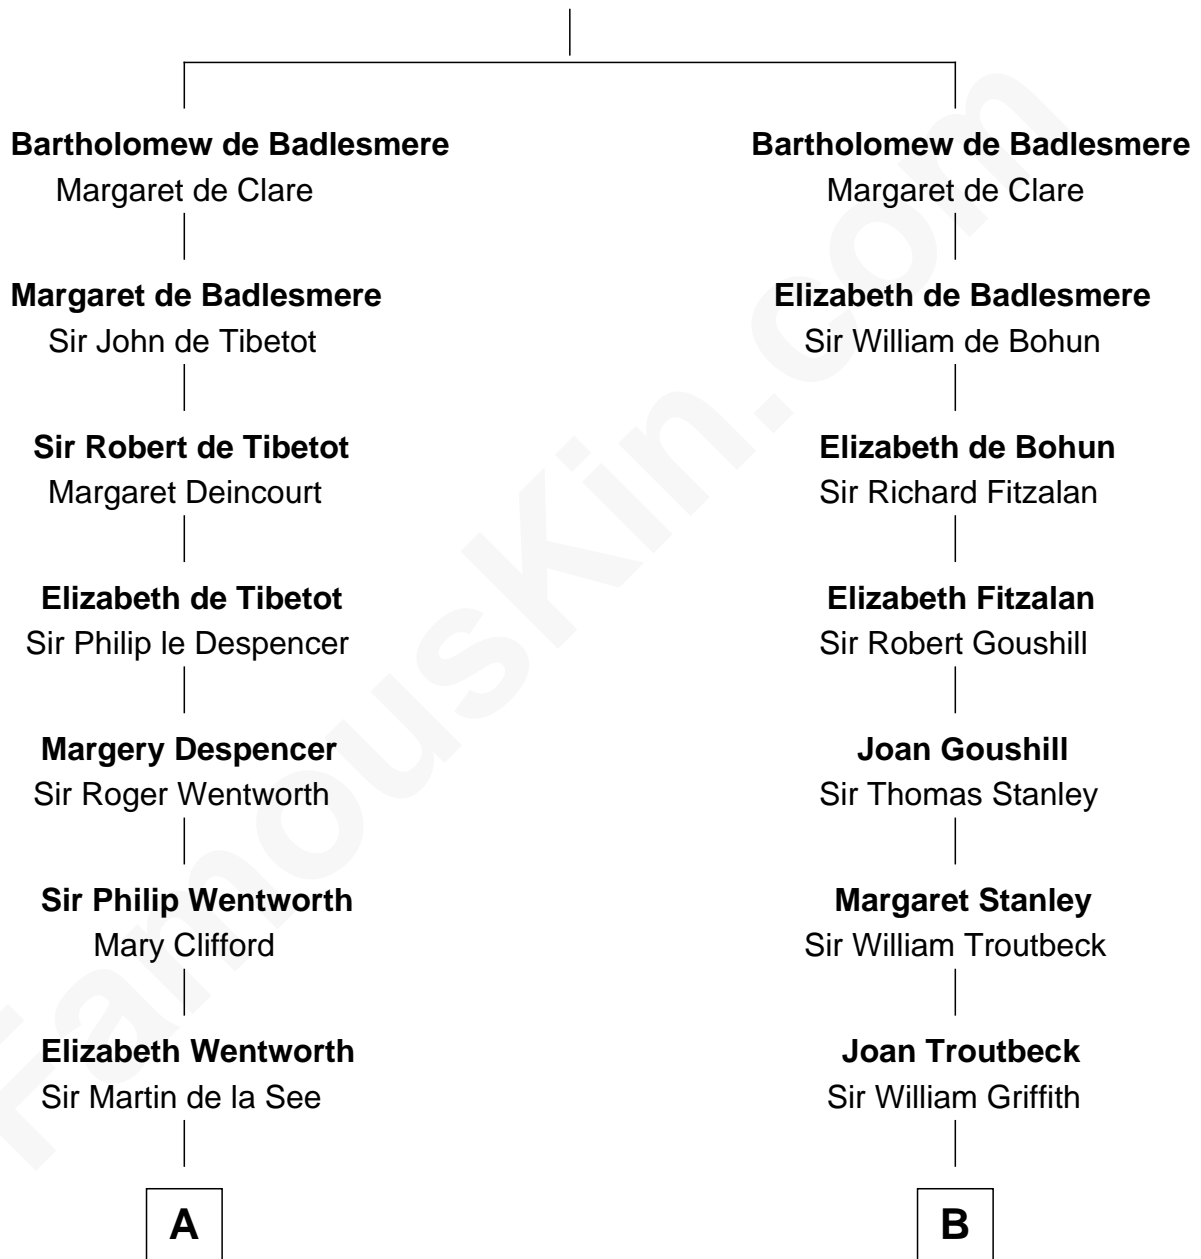 Bartholomew de Badlesmere
Margaret de Clare
Margaret de Badlesmere
Sir John de Tibetot
Sir Robert de Tibetot
Margaret Deincourt
Elizabeth de Tibetot
Sir Philip le Despencer
Margery Despencer
Sir Roger Wentworth
Sir Philip Wentworth
Mary Clifford
Elizabeth Wentworth
Sir Martin de la See
A
Bartholomew de Badlesmere
Margaret de Clare
Elizabeth de Badlesmere
Sir William de Bohun
Elizabeth de Bohun
Sir Richard Fitzalan
Elizabeth Fitzalan
Sir Robert Goushill
Joan Goushill
Sir Thomas Stanley
Margaret Stanley
Sir William Troutbeck
Joan Troutbeck
Sir William Griffith
B
FamousKin.com